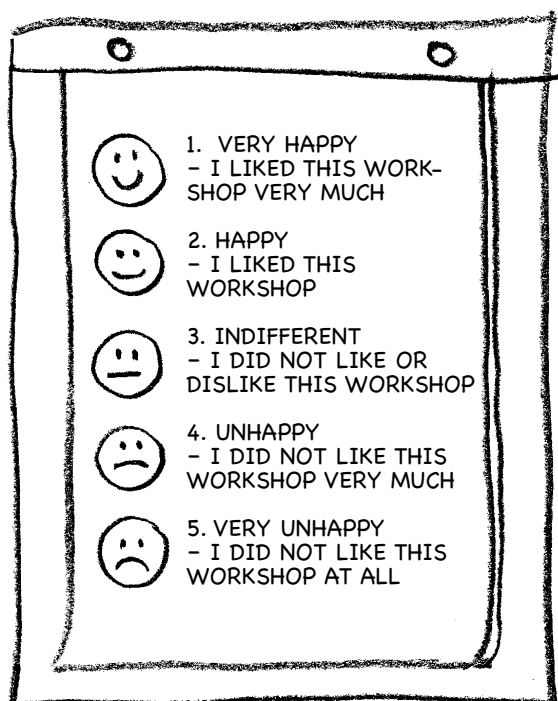 1. VERY HAPPY
– I LIKED THIS WORK-
SHOP VERY MUCH
2. HAPPY
– I LIKED THIS
WORKSHOP
3. INDIFFERENT
– I DID NOT LIKE OR
DISLIKE THIS WORKSHOP
4. UNHAPPY
– I DID NOT LIKE THIS
WORKSHOP VERY MUCH
5. VERY UNHAPPY
– I DID NOT LIKE THIS
WORKSHOP AT ALL